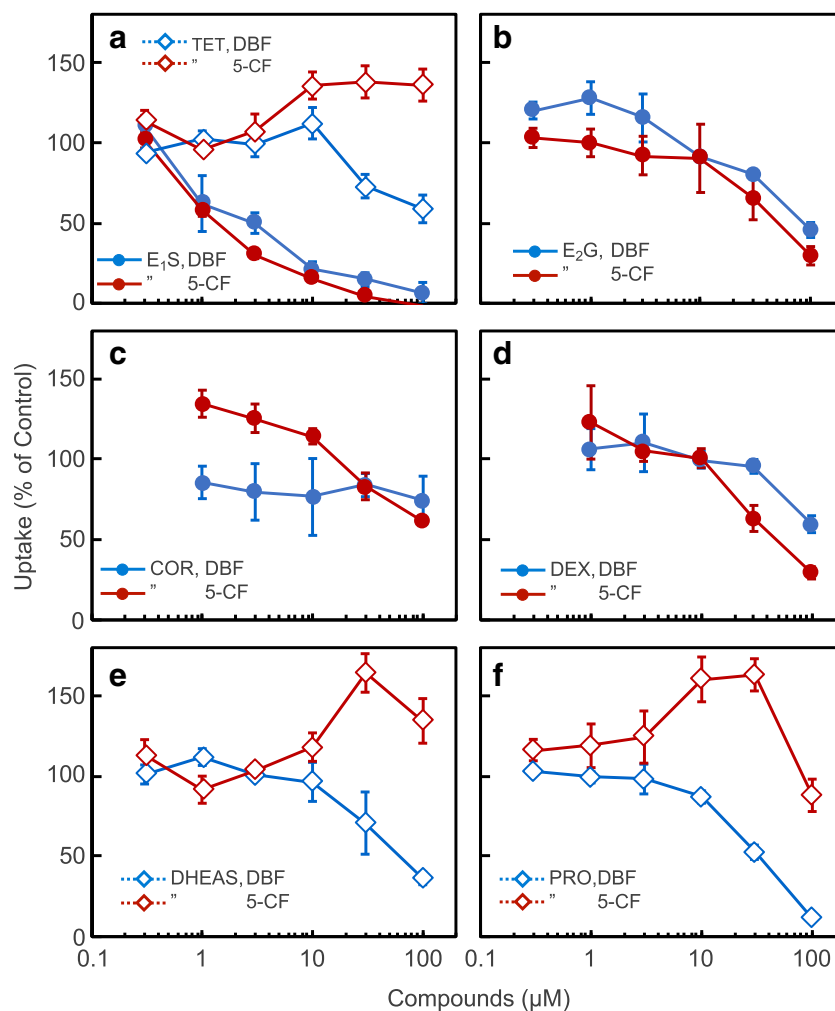 a
TET, DBF
” 5-CF
150
100
50
0
E₁S, DBF
” 5-CF
b
E₂G, DBF
” 5-CF
Uptake (% of Control)
c
150
100
50
0
COR, DBF
” 5-CF
d
DEX, DBF
” 5-CF
e
150
100
50
0
DHEAS, DBF
” 5-CF
f
PRO, DBF
” 5-CF
0.1 1 10 100
0.1 1 10 100
Compounds (µM)